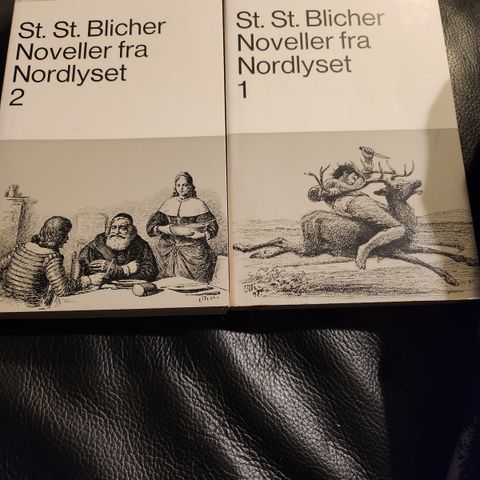 St. St. Blicher
Noveller fra
Nordlyset
2
St. St. Blicher
Noveller fra
Nordlyset
1